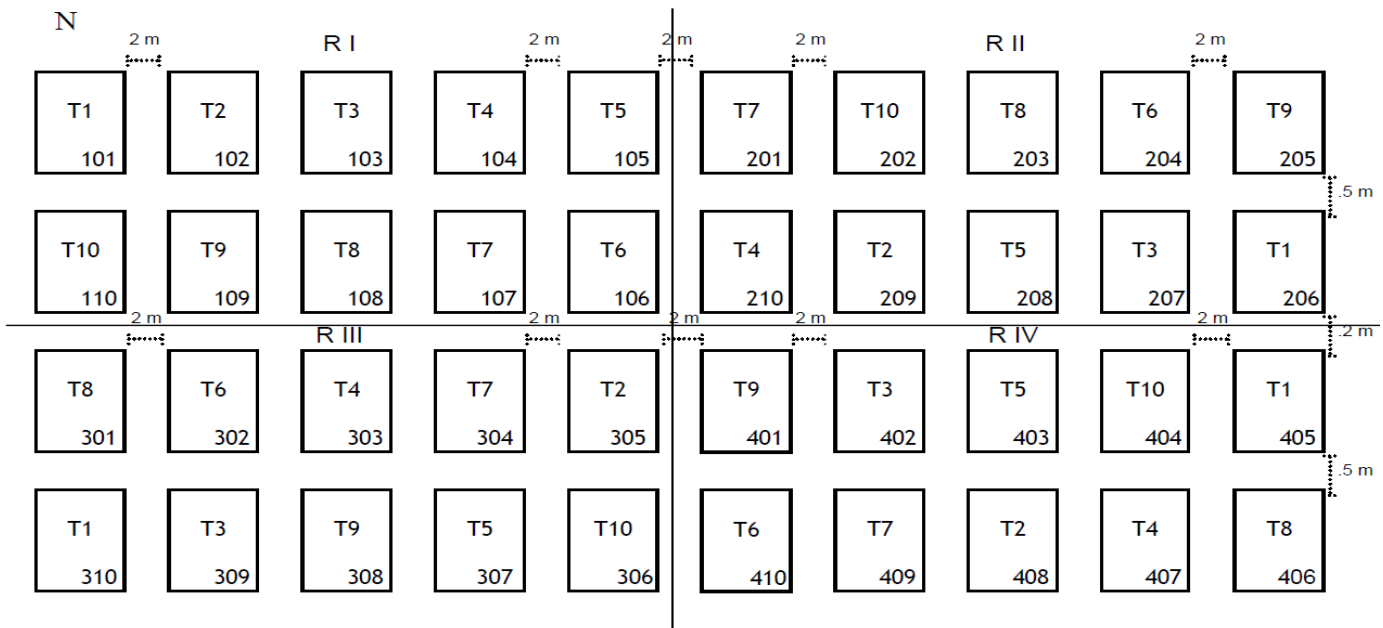 N
2 m R I 2 m 2 m 2 m R II 2 m
T1 T2 T3 T4 T5 T7 T10 T8 T6 T9
101 102 103 104 105 201 202 203 204 205
.5 m
T10 T9 T8 T7 T6 T4 T2 T5 T3 T1
110 109 108 107 106 210 209 208 207 206
2 m 2 m 2 m 2 m 2 m
R III R IV .2 m
T8 T6 T4 T7 T2 T9 T3 T5 T10 T1
301 302 303 304 305 401 402 403 404 405
.5 m
T1 T3 T9 T5 T10 T6 T7 T2 T4 T8
310 309 308 307 306 410 409 408 407 406